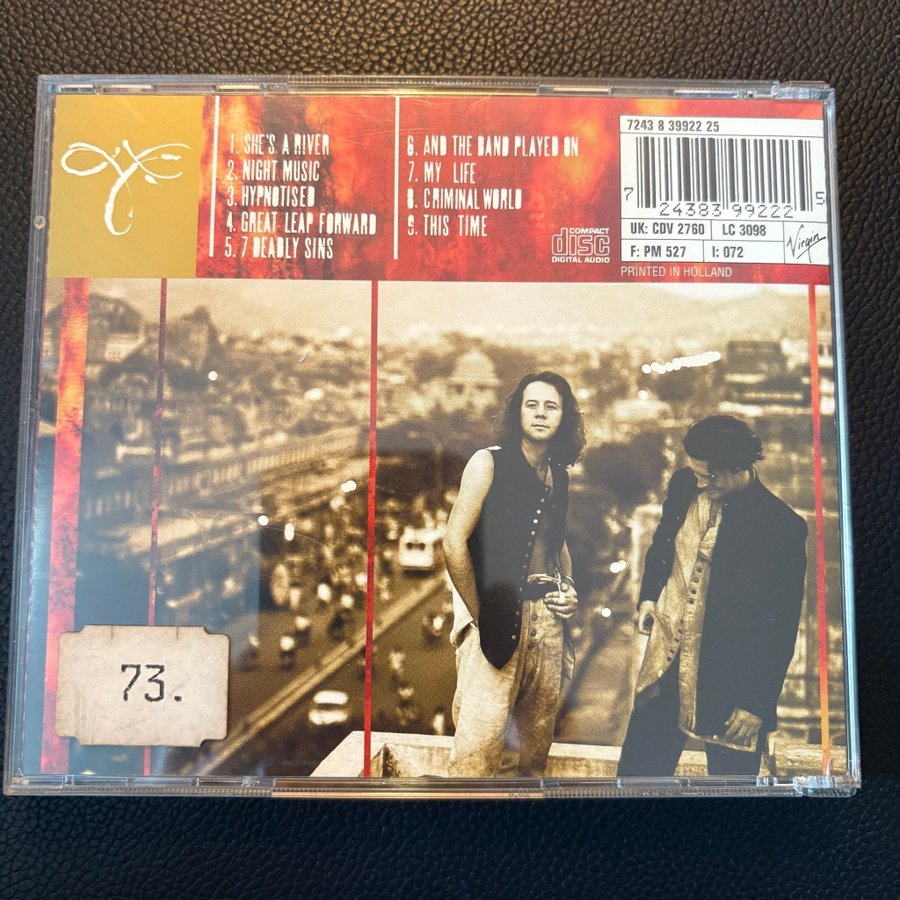 1. SHE'S A RIVER
2. NIGHT MUSIC
3. HYPNOTISED
4. GREAT LEAP FORWARD
5. 7 DEADLY SINS
6. AND THE BAND PLAYED ON
7. MY LIFE
8. CRIMINAL WORLD
9. THIS TIME
COMPACT
disc
DIGITAL AUDIO
7243 8 39922 25
7 24383 99222 5
UK: CDV 2760 LC 3098
F: PM 527 I: 072
Virgin
PRINTED IN HOLLAND
73.